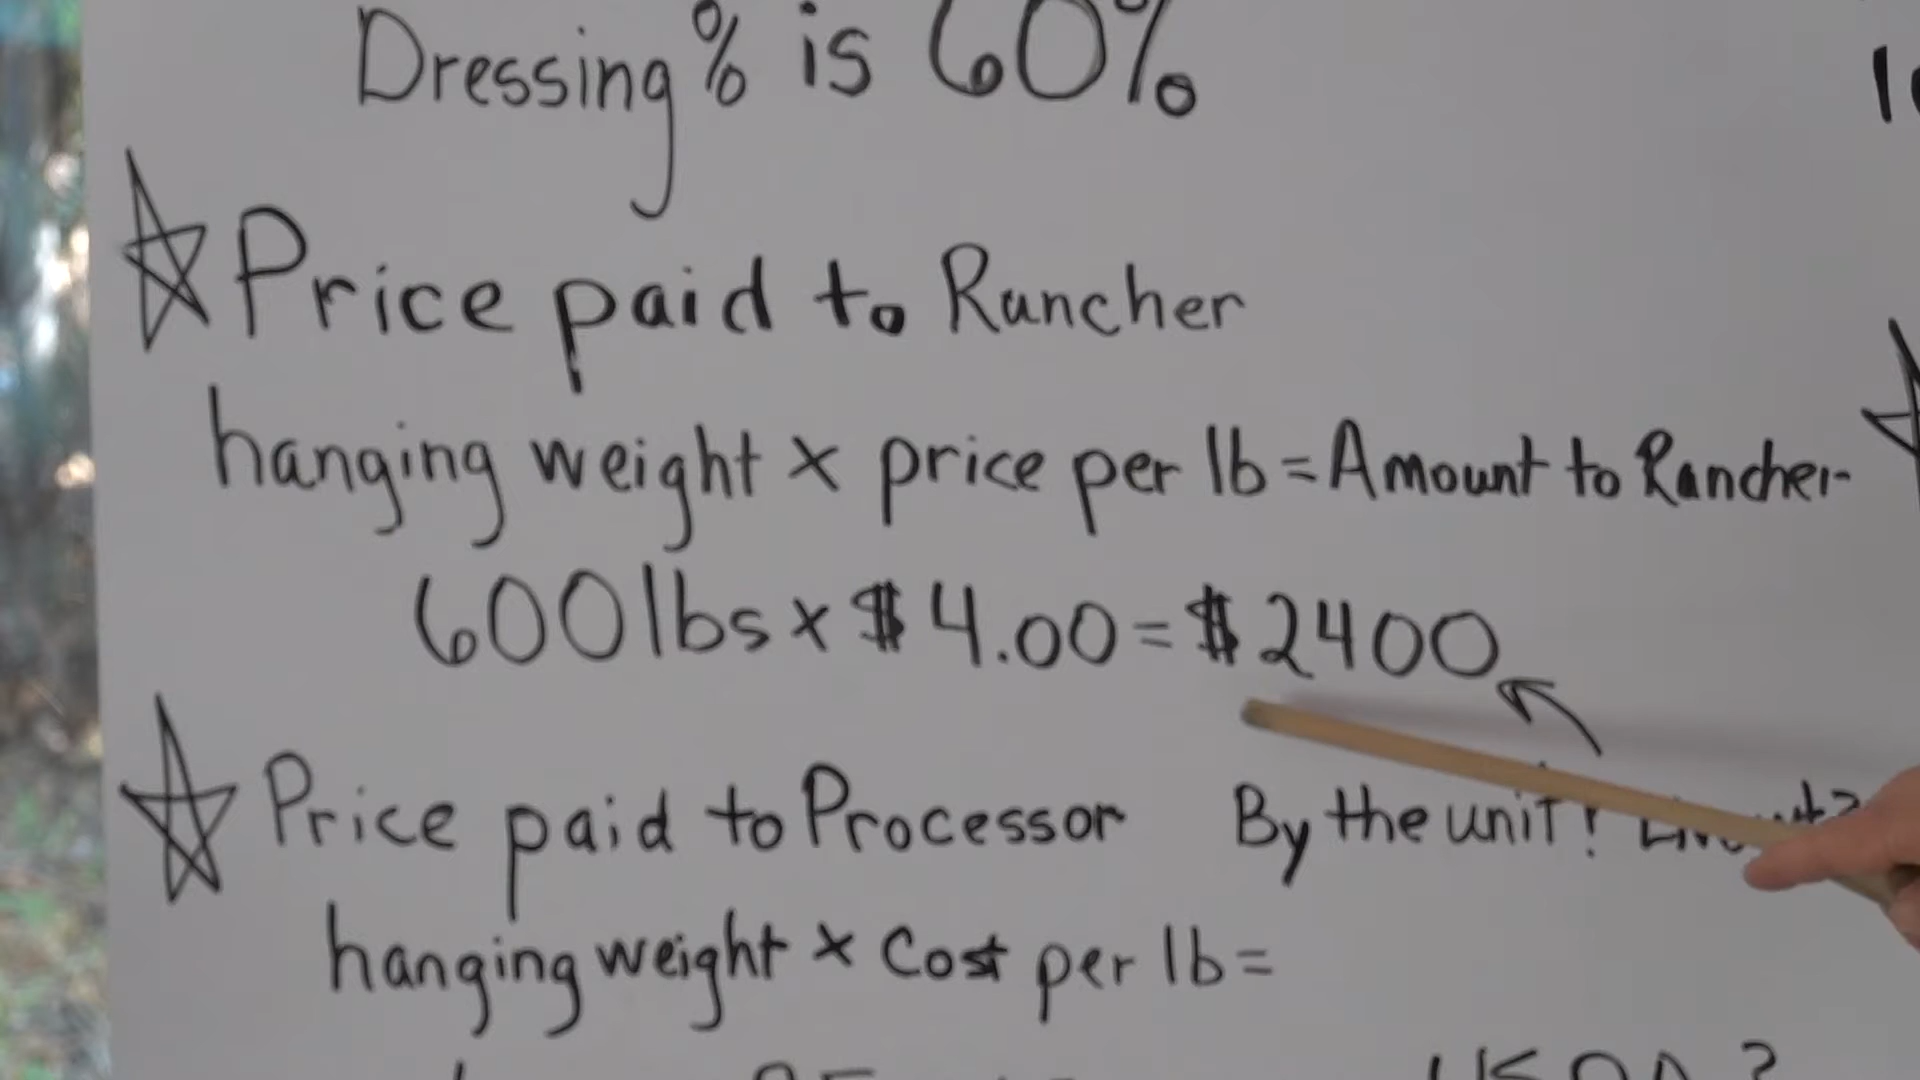 Dressing % is 60%
Price paid to Rancher
hanging weight x price per lb = Amount to Rancher
600 lbs x $4.00 = $2400
Price paid to Processor By the unit!
hanging weight x Cost per lb =
USDA?